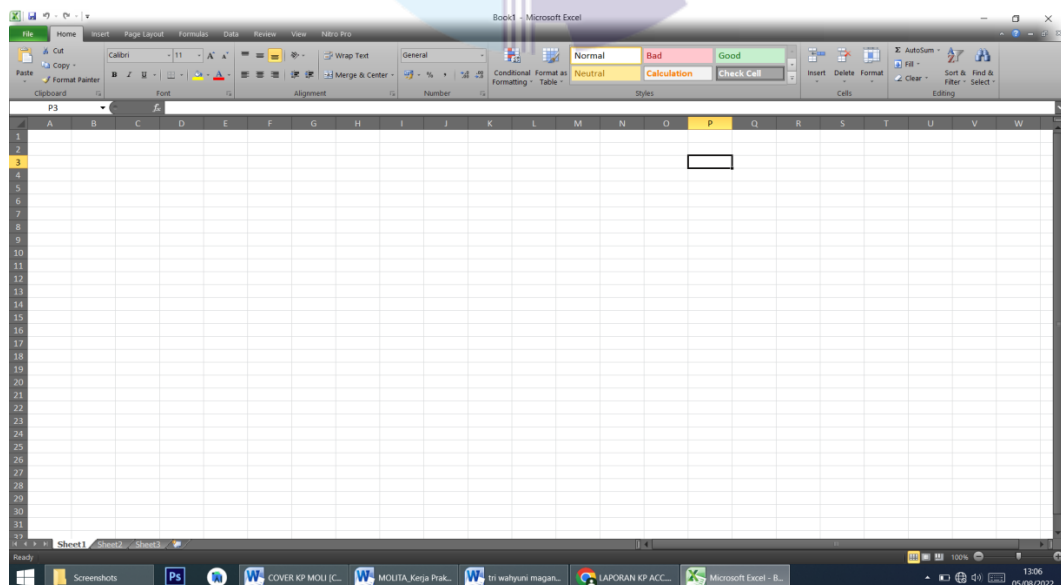 Book1 - Microsoft Excel
File Home Insert Page Layout Formulas Data Review View Nitro Pro
Cut Calibri 11 Wrap Text General Normal Bad Good AutoSum
Copy Fill
Paste Format Painter B I U A Merge & Center % Conditional Formatting Format as Table Neutral Calculation Check Cell Insert Delete Format Clear Sort & Filter Find & Select
Clipboard Font Alignment Number Styles Cells Editing
P3 fx
A B C D E F G H I J K L M N O P Q R S T U V W
1
2
3
4
5
6
7
8
9
10
11
12
13
14
15
16
17
18
19
20
21
22
23
24
25
26
27
28
29
30
31
32
Sheet1 Sheet2 Sheet3
Ready 100%
Screenshots Ps COVER KP MOLI [C... MOLITA_Kerja Prak... tri wahyuni magan... LAPORAN KP ACC... Microsoft Excel - B... 13:06